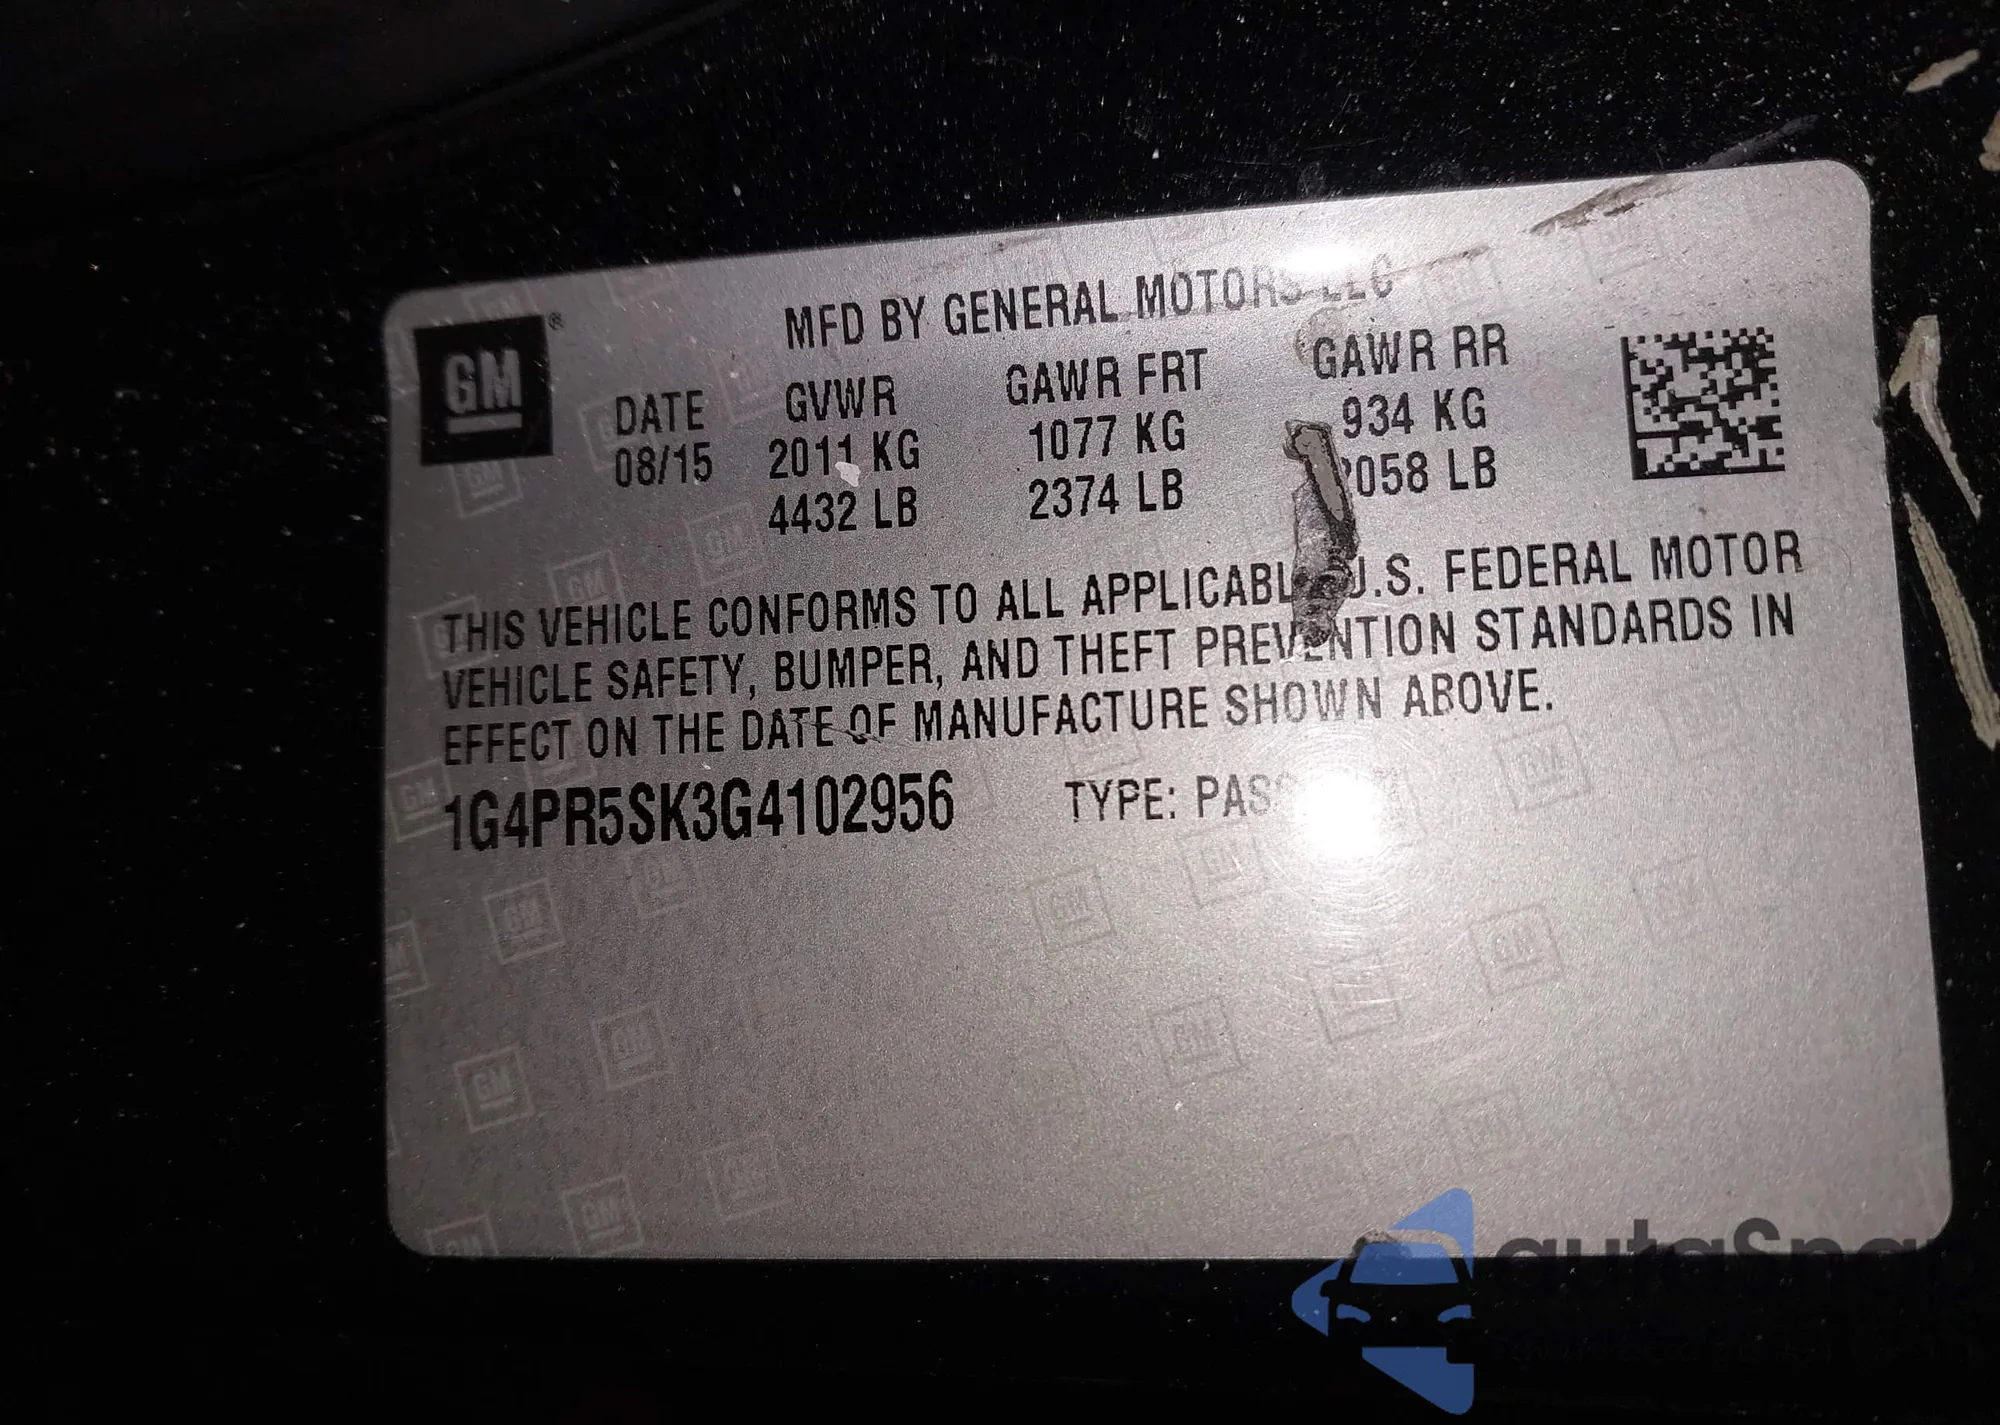 GM®
MFD BY GENERAL MOTORS LLC
DATE GVWR GAWR FRT GAWR RR
08/15 2011 KG 1077 KG 934 KG
4432 LB 2374 LB 058 LB
THIS VEHICLE CONFORMS TO ALL APPLICABLE U.S. FEDERAL MOTOR
VEHICLE SAFETY, BUMPER, AND THEFT PREVENTION STANDARDS IN
EFFECT ON THE DATE OF MANUFACTURE SHOWN ABOVE.
1G4PR5SK3G4102956 TYPE: